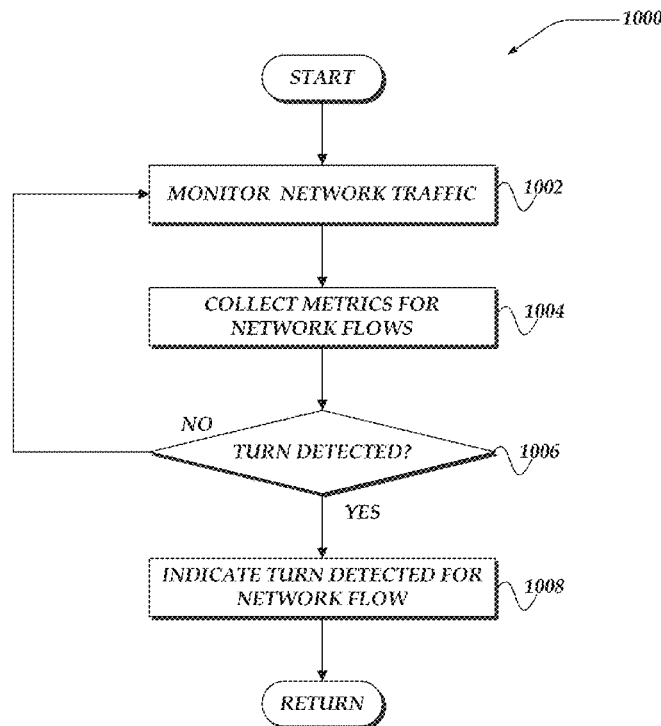 1000
START
MONITOR NETWORK TRAFFIC
1002
COLLECT METRICS FOR
NETWORK FLOWS
1004
NO
TURN DETECTED?
1006
YES
INDICATE TURN DETECTED FOR
NETWORK FLOW
1008
RETURN